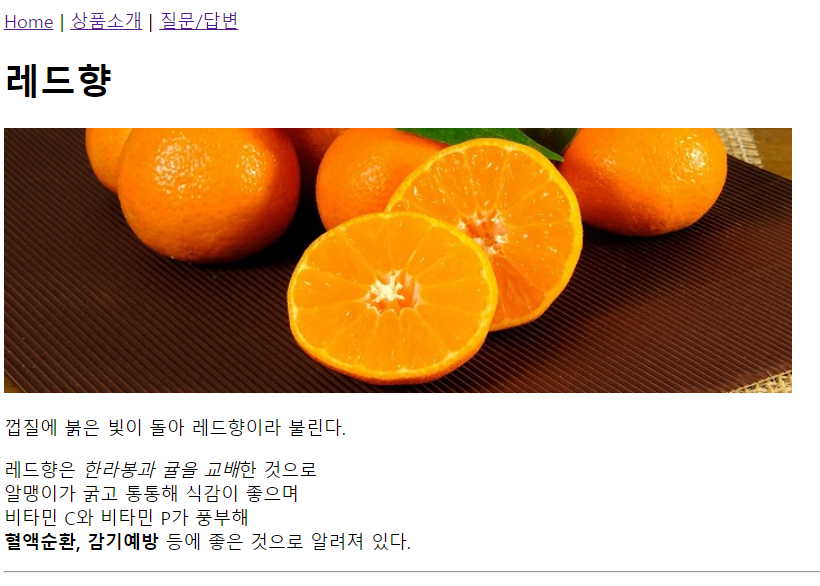 Home | 상품소개 | 질문/답변
레드향
껍질에 붉은 빛이 돌아 레드향이라 불린다.
레드향은 한라봉과 귤을 교배한 것으로
알맹이가 굵고 통통해 식감이 좋으며
비타민 C와 비타민 P가 풍부해
혈액순환, 감기예방 등에 좋은 것으로 알려져 있다.